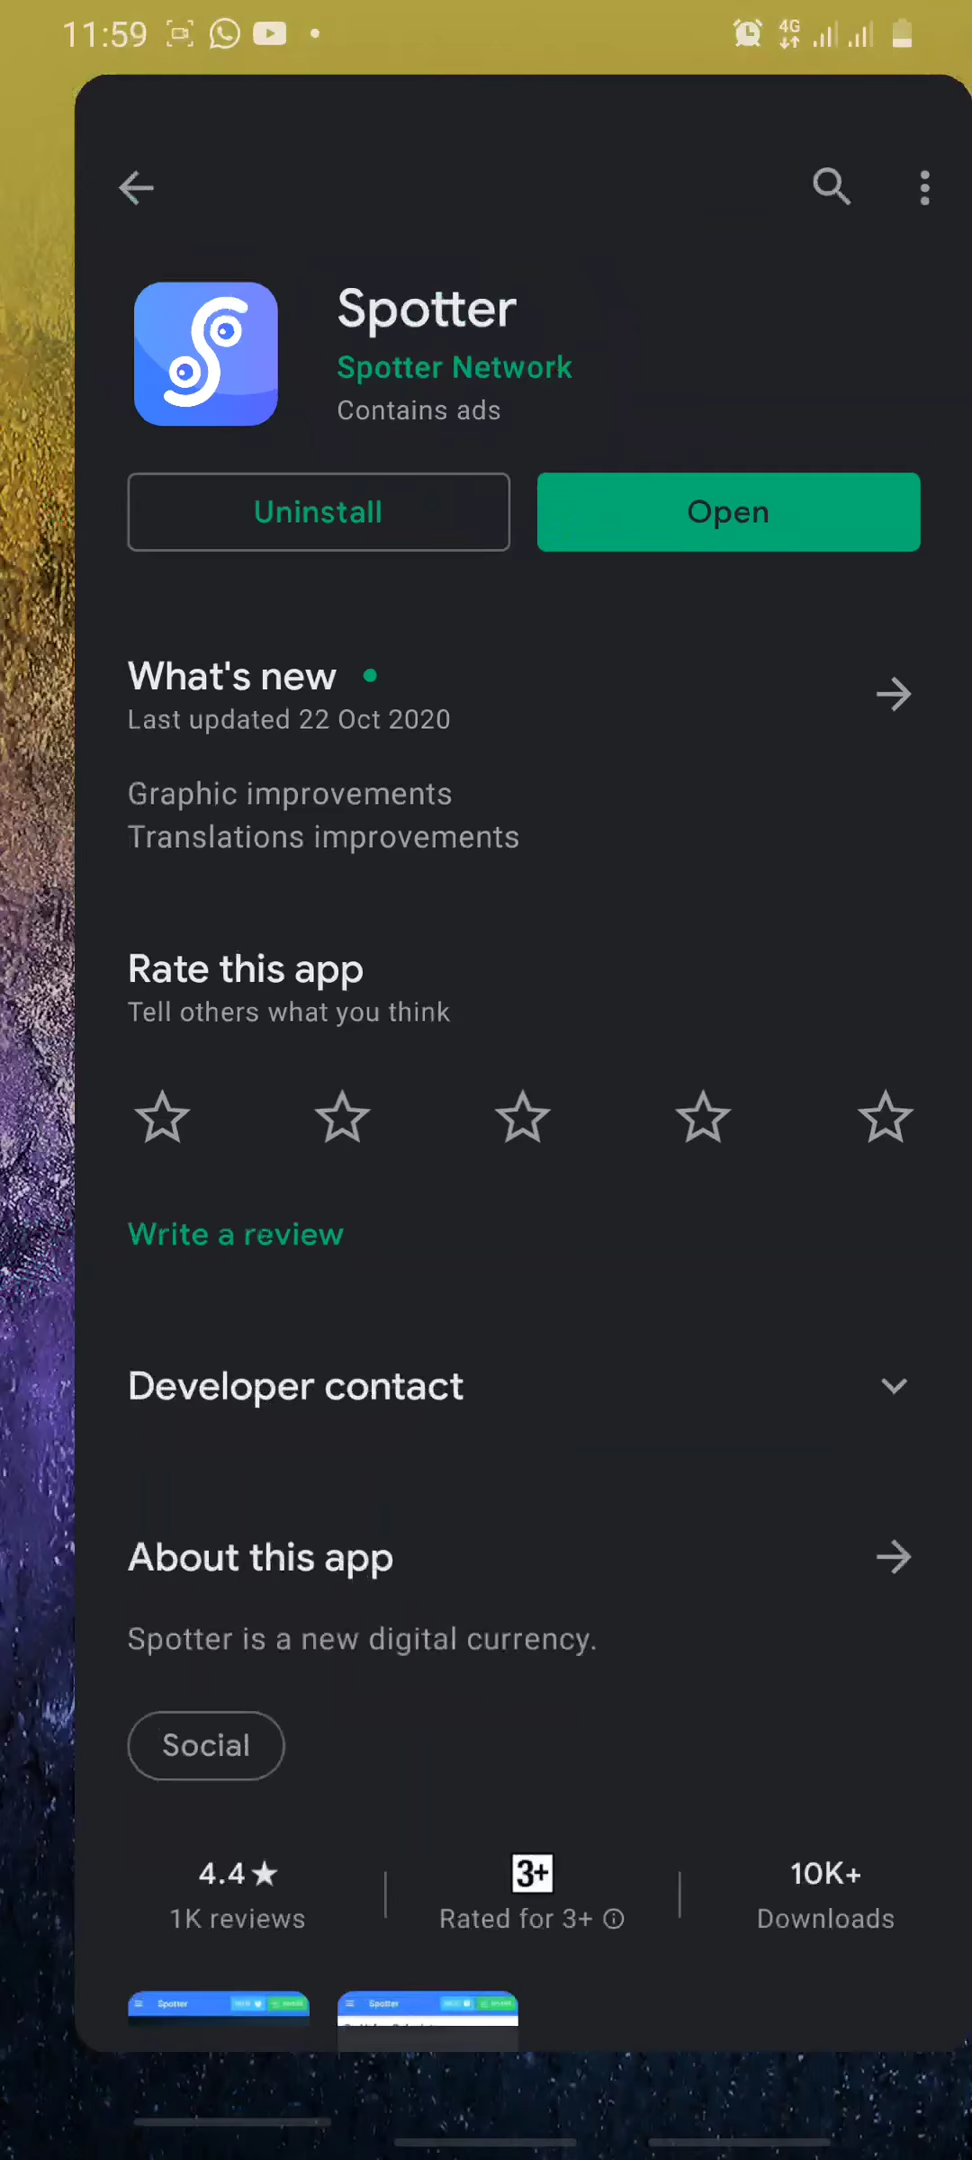 11:59
4G
Spotter
Spotter Network
Contains ads
Uninstall
Open
What's new
Last updated 22 Oct 2020
Graphic improvements
Translations improvements
Rate this app
Tell others what you think
Write a review
Developer contact
About this app
Spotter is a new digital currency.
Social
4.4★
3+
10K+
1K reviews
Rated for 3+
Downloads
Spotter
Spotter